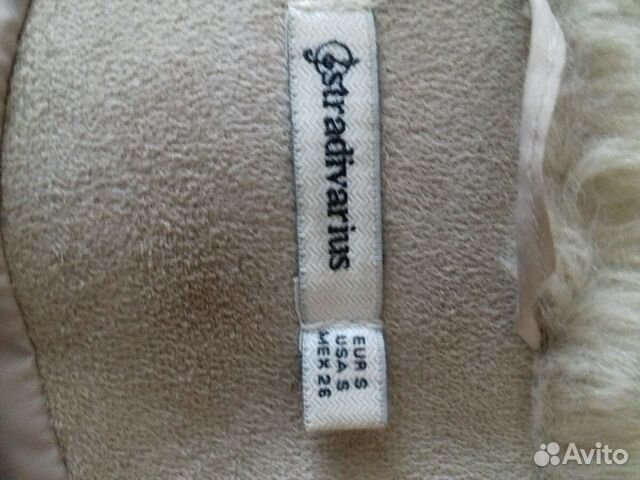 stradivarius
EUR S
USA S
MEX 26
Avito